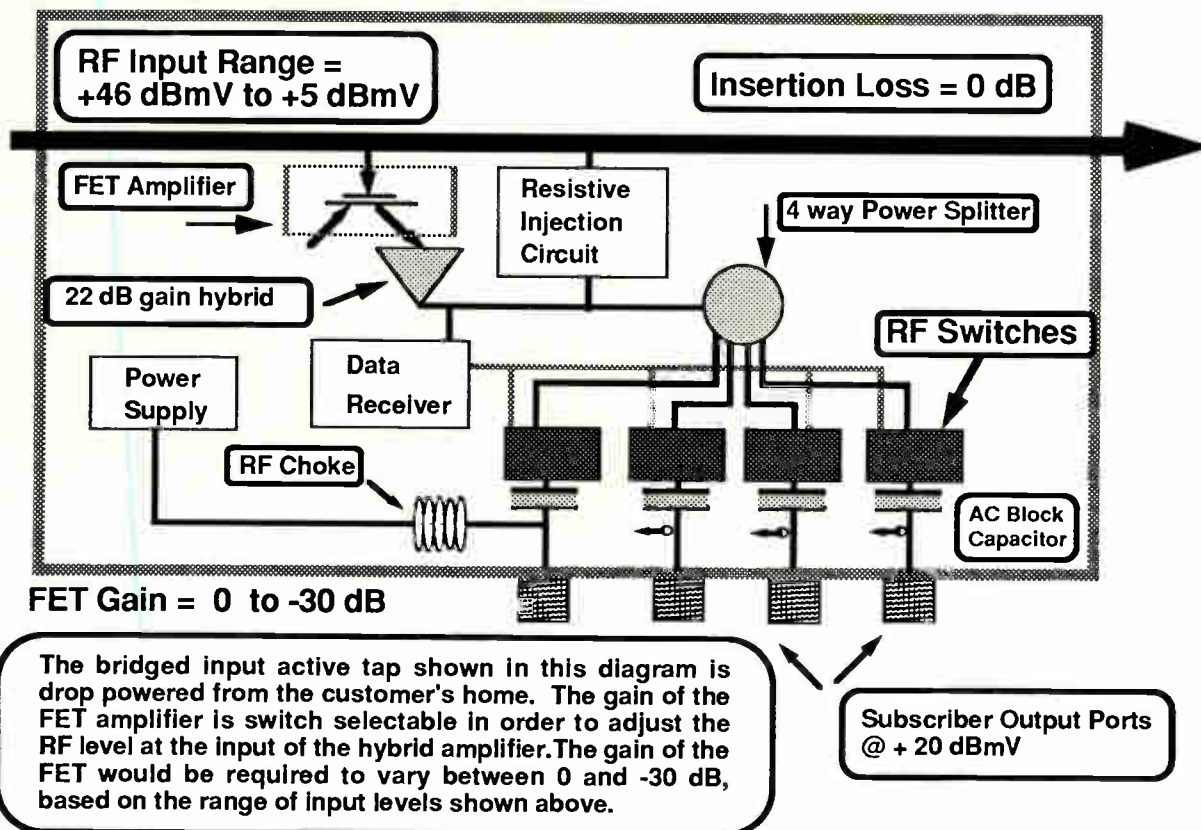 RF Input Range =
+46 dBmV to +5 dBmV
Insertion Loss = 0 dB
FET Amplifier
Resistive
Injection
Circuit
4 way Power Splitter
22 dB gain hybrid
RF Switches
Power
Supply
Data
Receiver
RF Choke
AC Block
Capacitor
FET Gain = 0 to -30 dB
The bridged input active tap shown in this diagram is
drop powered from the customer's home. The gain of the
FET amplifier is switch selectable in order to adjust the
RF level at the input of the hybrid amplifier.The gain of the
FET would be required to vary between 0 and -30 dB,
based on the range of input levels shown above.
Subscriber Output Ports
@ + 20 dBmV